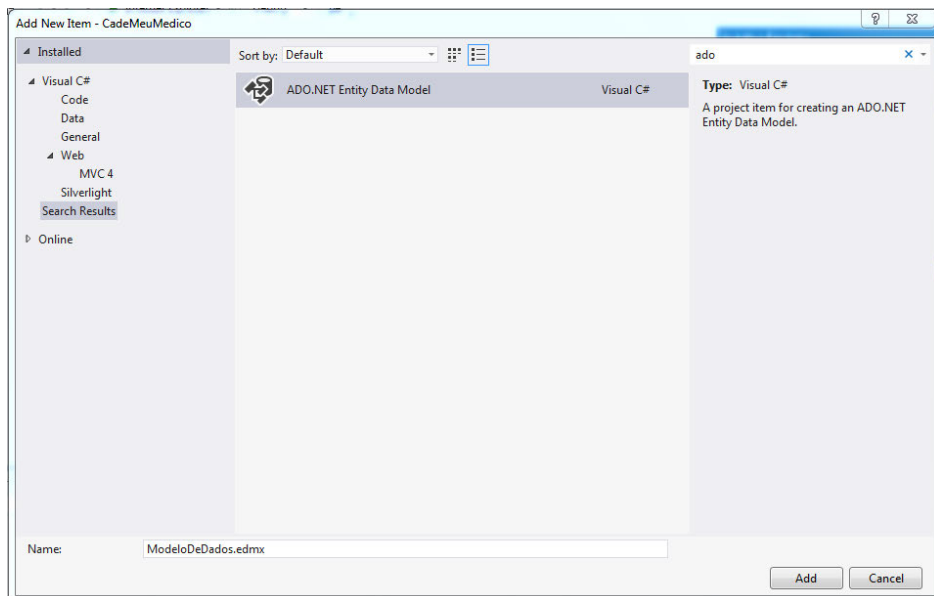 Add New Item - CadeMeuMedico
Installed
Visual C#
Code
Data
General
Web
MVC 4
Silverlight
Search Results
Online
Sort by: Default
ADO.NET Entity Data Model Visual C#
ado
Type: Visual C#
A project item for creating an ADO.NET
Entity Data Model.
Name: ModeloDeDados.edmx
Add Cancel